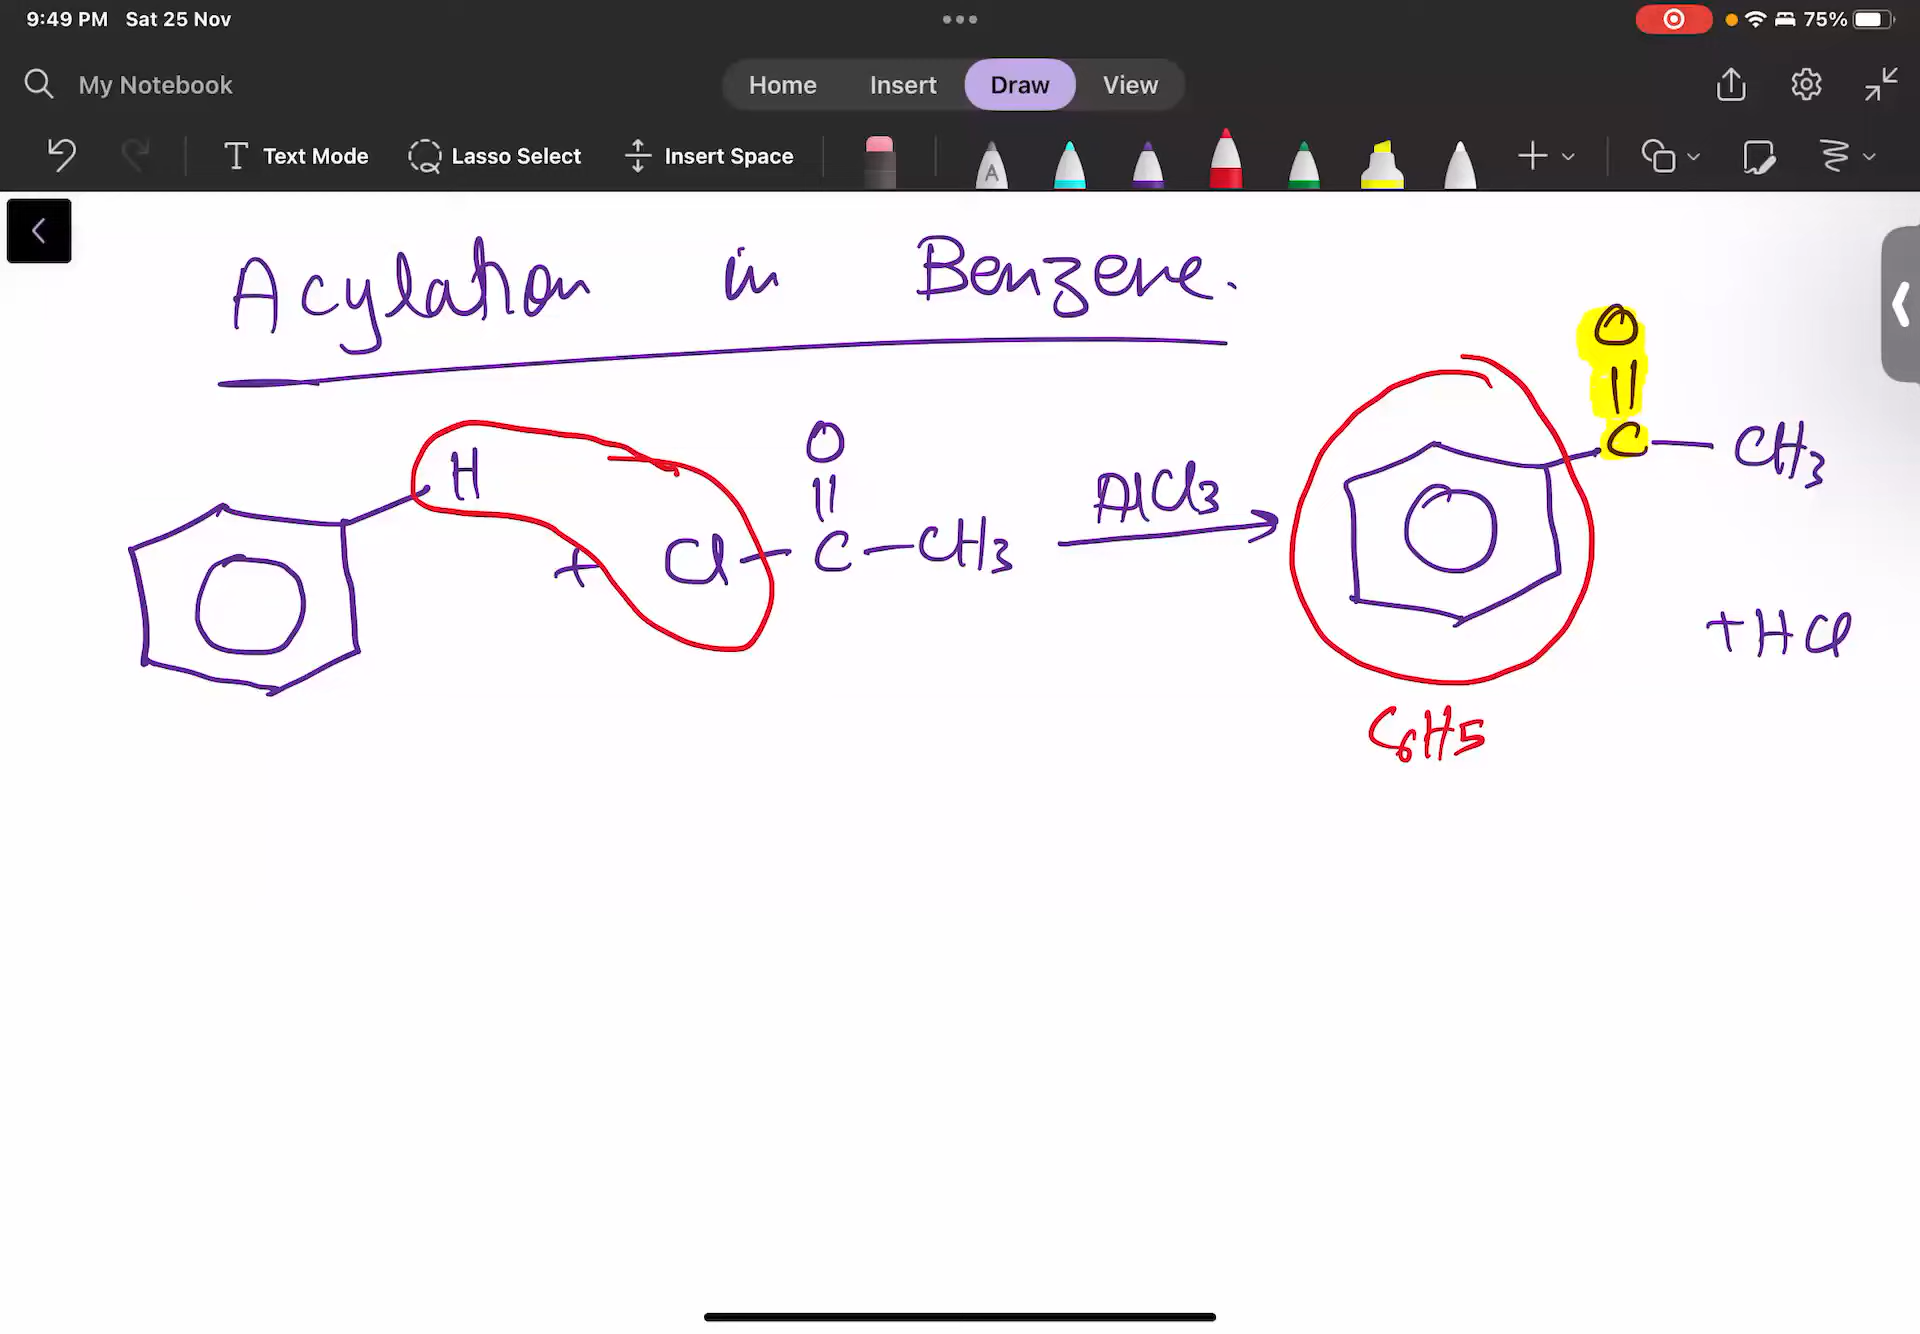 9:49 PM Sat 25 Nov
75%
My Notebook
Home Insert Draw View
Text Mode Lasso Select Insert Space
A
Acylation in Benzene.
H
+ Cl-C-CH3
O
||
AlCl3
O
||
C-CH3
+HCl
C6H5